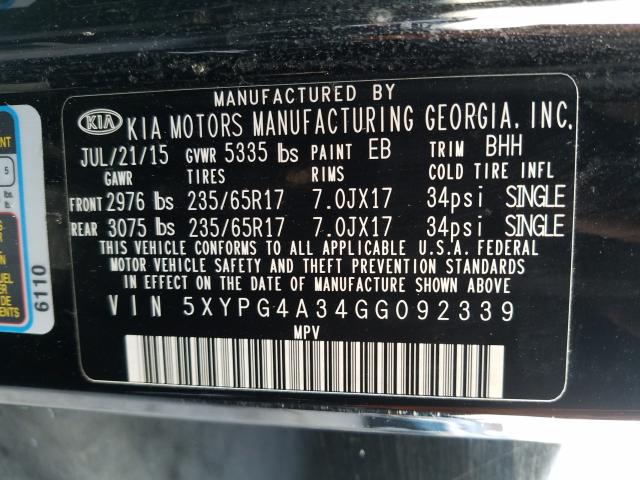 MANUFACTURED BY
KIA KIA MOTORS MANUFACTURING GEORGIA, INC.
JUL/21/15 GVWR 5335 lbs PAINT EB TRIM BHH
GAWR TIRES RIMS COLD TIRE INFL
FRONT 2976 lbs 235/65R17 7.0JX17 34psi SINGLE
REAR 3075 lbs 235/65R17 7.0JX17 34psi SINGLE
THIS VEHICLE CONFORMS TO ALL APPLICABLE U.S.A. FEDERAL
MOTOR VEHICLE SAFETY AND THEFT PREVENTION STANDARDS
IN EFFECT ON THE DATE OF MANUFACTURE SHOWN ABOVE
VIN 5XYPG4A34GG092339
MPV
5
6110